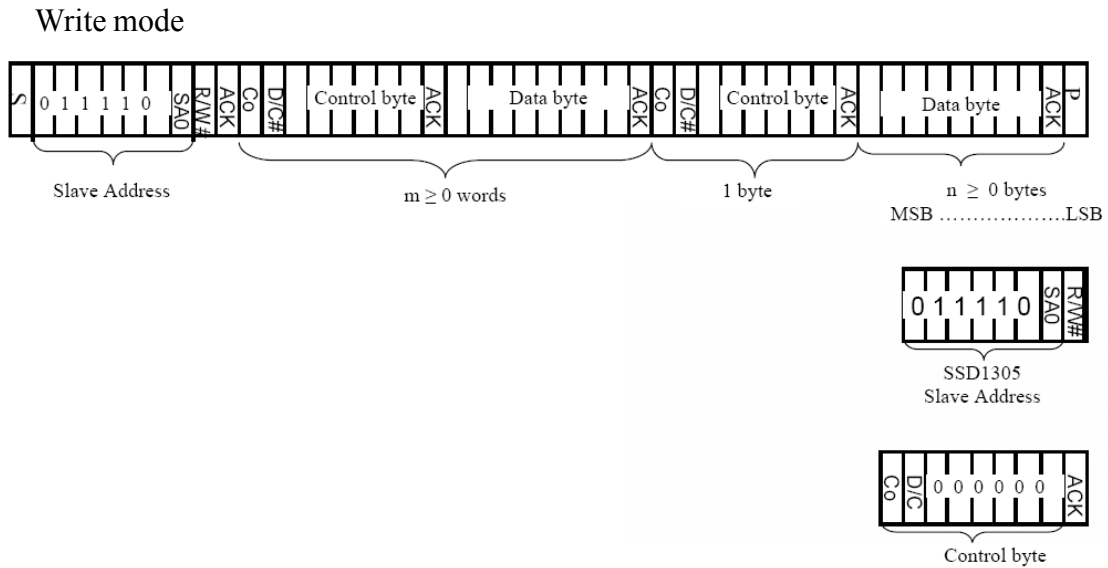 Write mode
S 0 1 1 1 1 0 SA0 R/W# ACK Co D/C# Control byte ACK Data byte ACK Co D/C# Control byte ACK Data byte ACK P
Slave Address
m ≥ 0 words
1 byte
n ≥ 0 bytes
MSB ………………….LSB
0 1 1 1 1 0 SA0 R/W#
SSD1305
Slave Address
Co D/C 0 0 0 0 0 0 ACK
Control byte